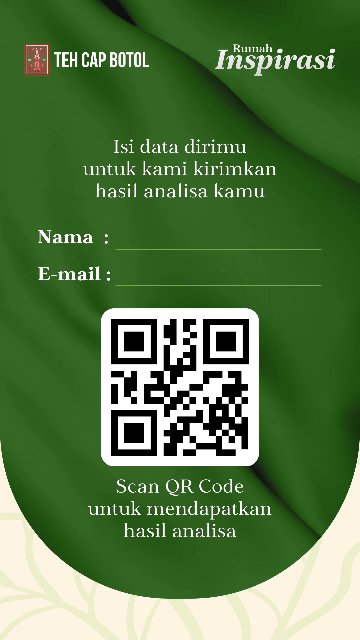 TEH CAP BOTOL
Rumah
Inspirasi
Isi data dirimu
untuk kami kirimkan
hasil analisa kamu
Nama :
E-mail :
Scan QR Code
untuk mendapatkan
hasil analisa